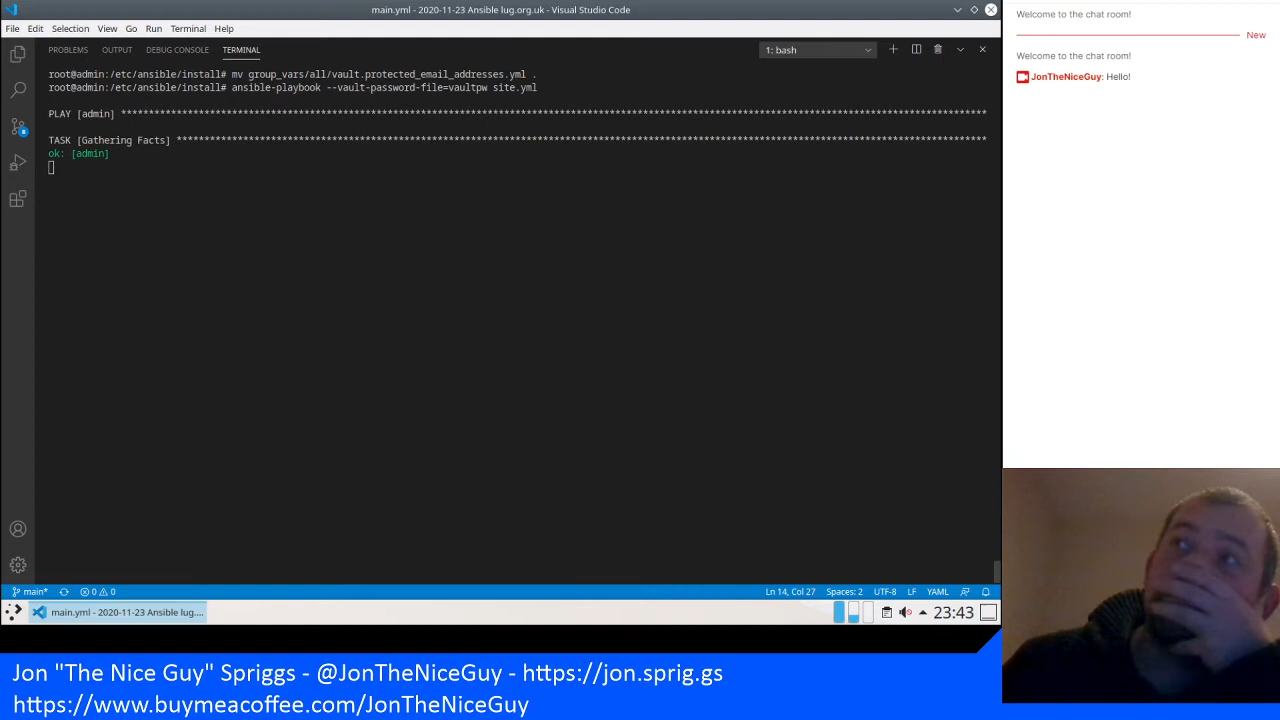 main.yml - 2020-11-23 Ansible lug.org.uk - Visual Studio Code
File Edit Selection View Go Run Terminal Help
PROBLEMS OUTPUT DEBUG CONSOLE TERMINAL 1: bash
root@admin:/etc/ansible/install# mv group_vars/all/vault.protected_email_addresses.yml .
root@admin:/etc/ansible/install# ansible-playbook --vault-password-file=vaultpw site.yml
PLAY [admin] ************************************************************************************************************************************
TASK [Gathering Facts] ***************************************************************************************************************************
ok: [admin]
8
main* 0 0 Ln 14, Col 27 Spaces: 2 UTF-8 LF YAML
main.yml - 2020-11-23 Ansible lug.... 23:43
Welcome to the chat room!
New
Welcome to the chat room!
JonTheNiceGuy: Hello!
Jon "The Nice Guy" Spriggs - @JonTheNiceGuy - https://jon.sprig.gs
https://www.buymeacoffee.com/JonTheNiceGuy